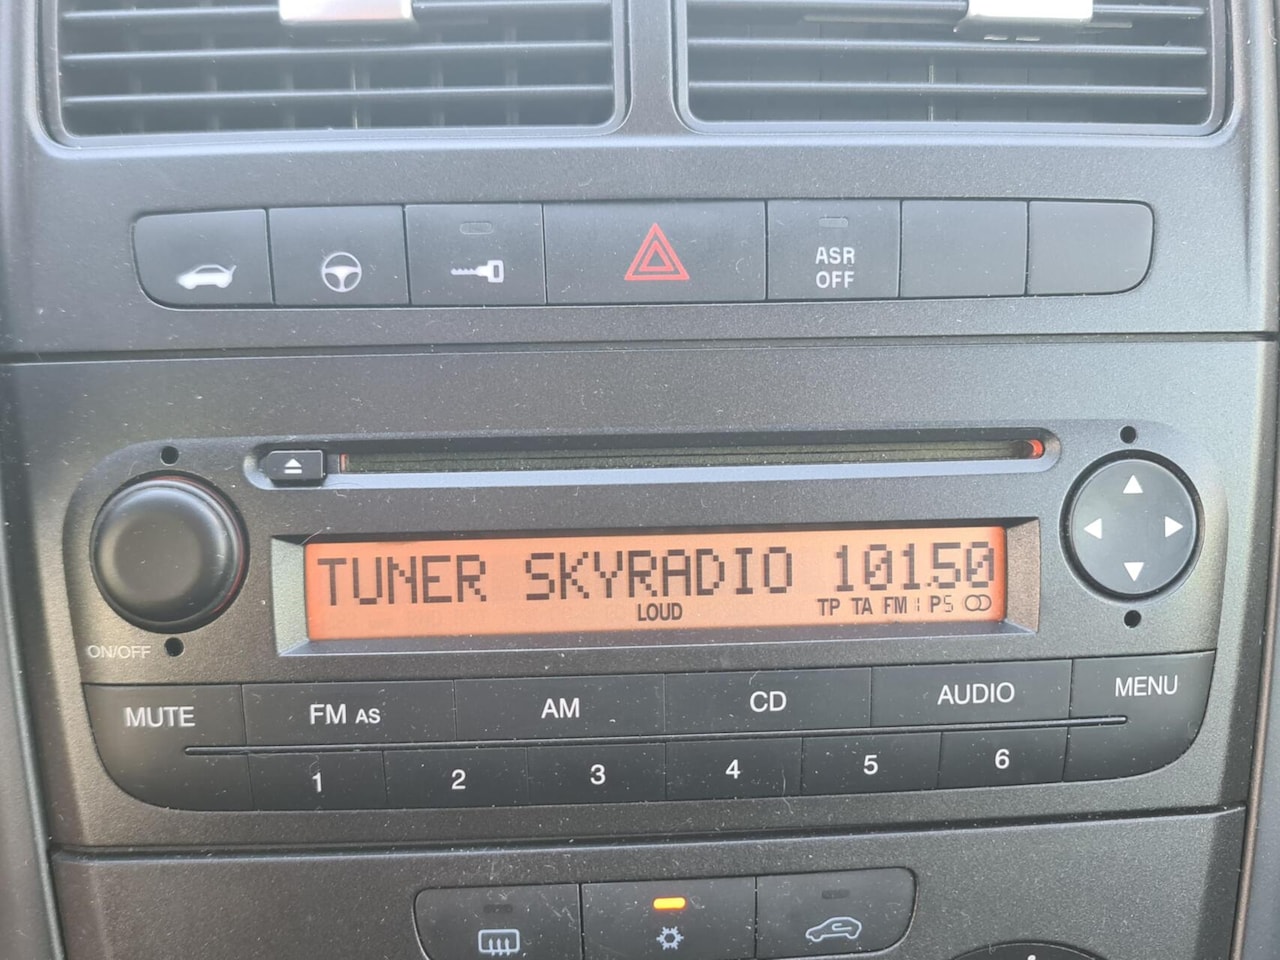 ASR
OFF
TUNER SKYRADIO 101.50
LOUD TP TA FM1 PS
ON/OFF
MUTE FM AS AM CD AUDIO MENU
1 2 3 4 5 6